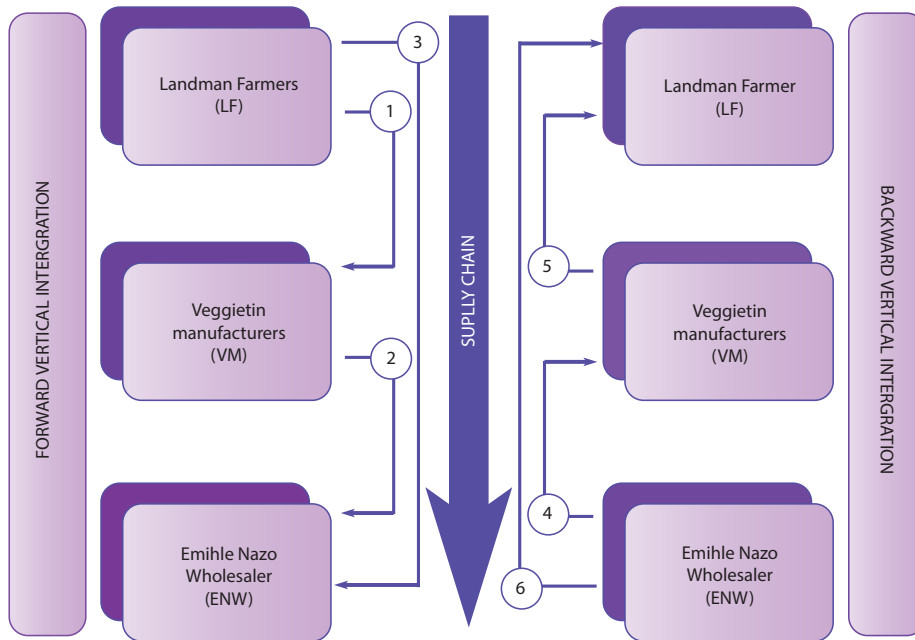 FORWARD VERTICAL INTERGRATION
Landman Farmers
(LF)
3
1
Veggietin
manufacturers
(VM)
2
Emihle Nazo
Wholesaler
(ENW)
SUPLLY CHAIN
Landman Farmer
(LF)
5
Veggietin
manufacturers
(VM)
4
Emihle Nazo
Wholesaler
(ENW)
6
BACKWARD VERTICAL INTERGRATION